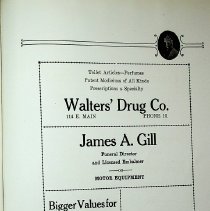 Toilet Articles—Perfumes
Patent Medicines of All Kinds
Prescriptions a Specialty
Walters' Drug Co.
114 E. MAIN PHONE 16
James A. Gill
Funeral Director
and Licensed Embalmer
MOTOR EQUIPMENT
Bigger Values for